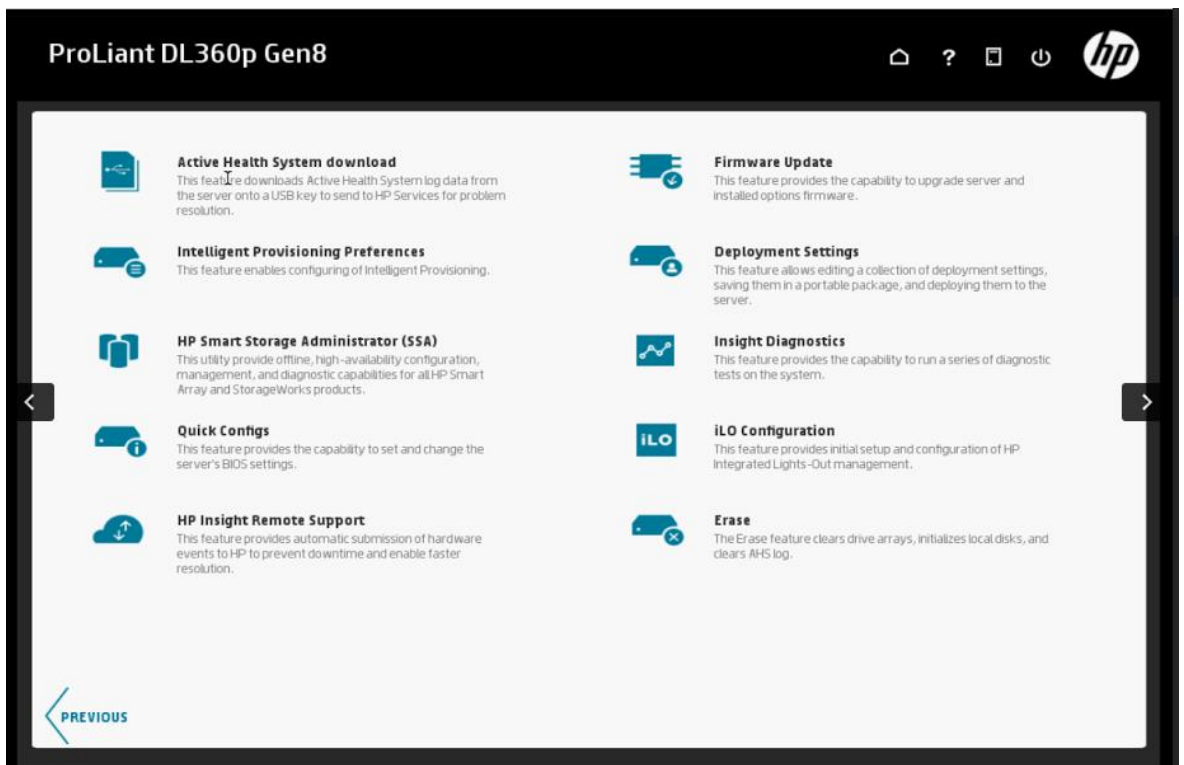 ProLiant DL360p Gen8
?
hp
Active Health System download
This feature downloads Active Health System log data from
the server onto a USB key to send to HP Services for problem
resolution.
Firmware Update
This feature provides the capability to upgrade server and
installed options firmware.
Intelligent Provisioning Preferences
This feature enables configuring of Intelligent Provisioning.
Deployment Settings
This feature allows editing a collection of deployment settings,
saving them in a portable package, and deploying them to the
server.
HP Smart Storage Administrator (SSA)
This utility provide offline, high-availability configuration,
management, and diagnostic capabilities for all HP Smart
Array and StorageWorks products.
Insight Diagnostics
This feature provides the capability to run a series of diagnostic
tests on the system.
Quick Configs
This feature provides the capability to set and change the
server's BIOS settings.
iLO
iLO Configuration
This feature provides initial setup and configuration of HP
Integrated Lights-Out management.
HP Insight Remote Support
This feature provides automatic submission of hardware
events to HP to prevent downtime and enable faster
resolution.
Erase
The Erase feature clears drive arrays, initializes local disks, and
clears AHS log.
PREVIOUS